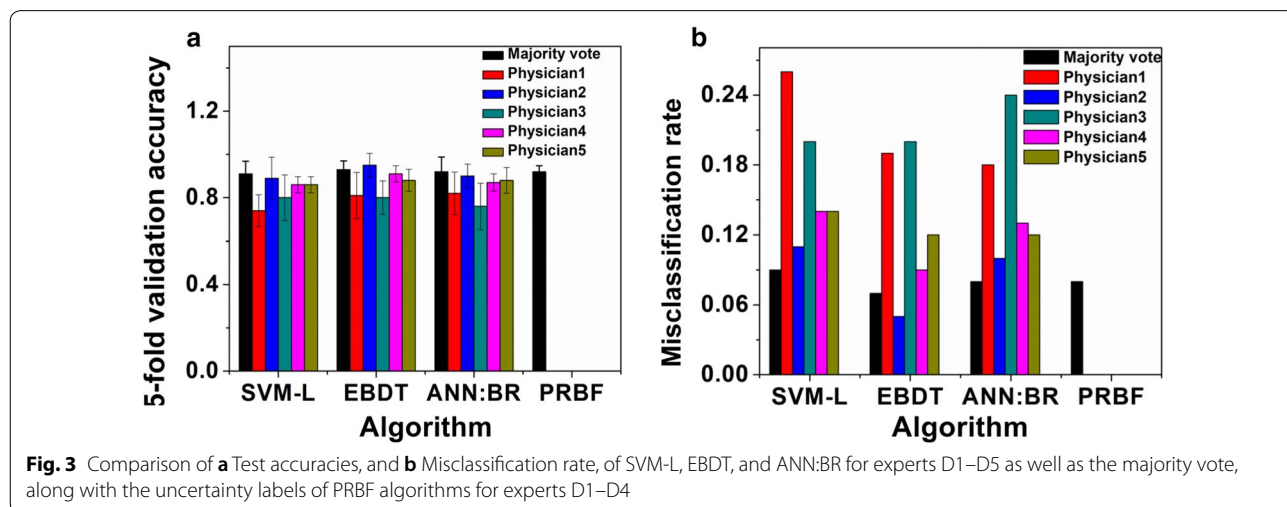 a
5-fold validation accuracy
1.2
0.8
0.4
0.0
Majority vote
Physician1
Physician2
Physician3
Physician4
Physician5
SVM-L EBDT ANN:BR PRBF
Algorithm
b
Misclassification rate
0.24
0.18
0.12
0.06
0.00
Majority vote
Physician1
Physician2
Physician3
Physician4
Physician5
SVM-L EBDT ANN:BR PRBF
Algorithm
Fig. 3 Comparison of a Test accuracies, and b Misclassification rate, of SVM-L, EBDT, and ANN:BR for experts D1–D5 as well as the majority vote,
along with the uncertainty labels of PRBF algorithms for experts D1–D4